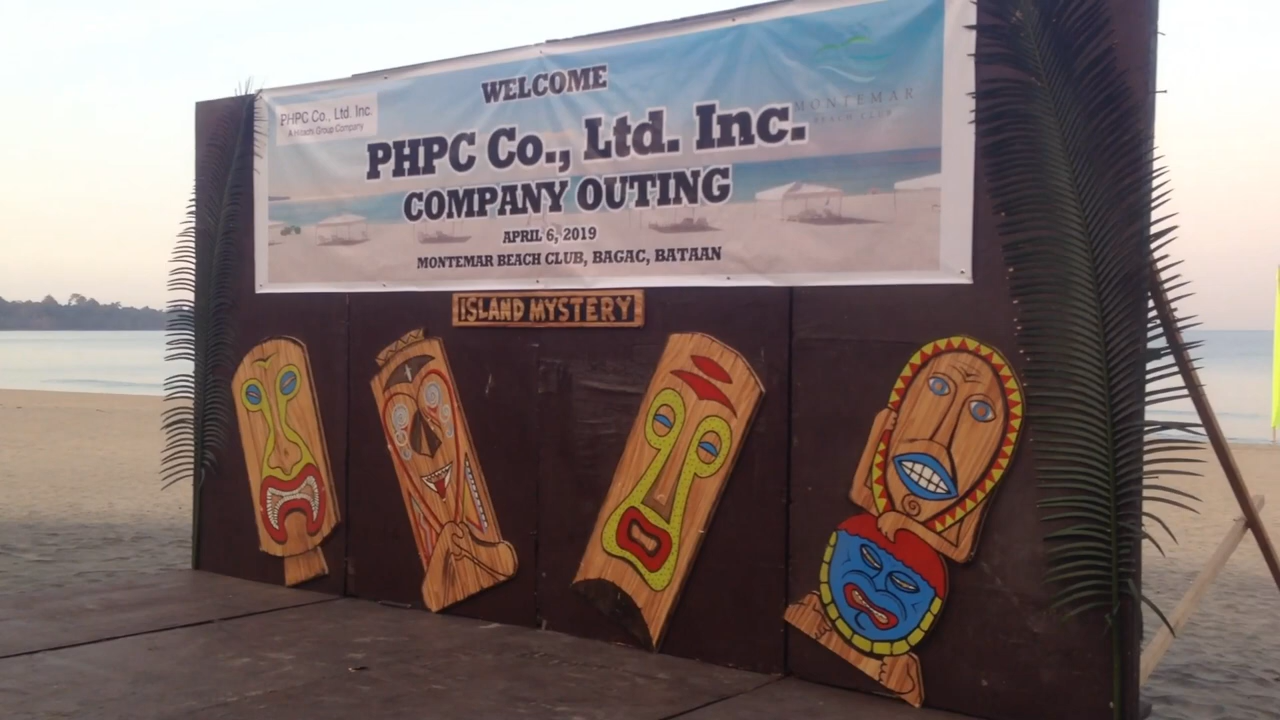 WELCOME
PHPC Co., Ltd. Inc.
A Hitachi Group Company
MONTEMAR
BEACH CLUB
PHPC Co., Ltd. Inc.
COMPANY OUTING
APRIL 6, 2019
MONTEMAR BEACH CLUB, BAGAC, BATAAN
ISLAND MYSTERY